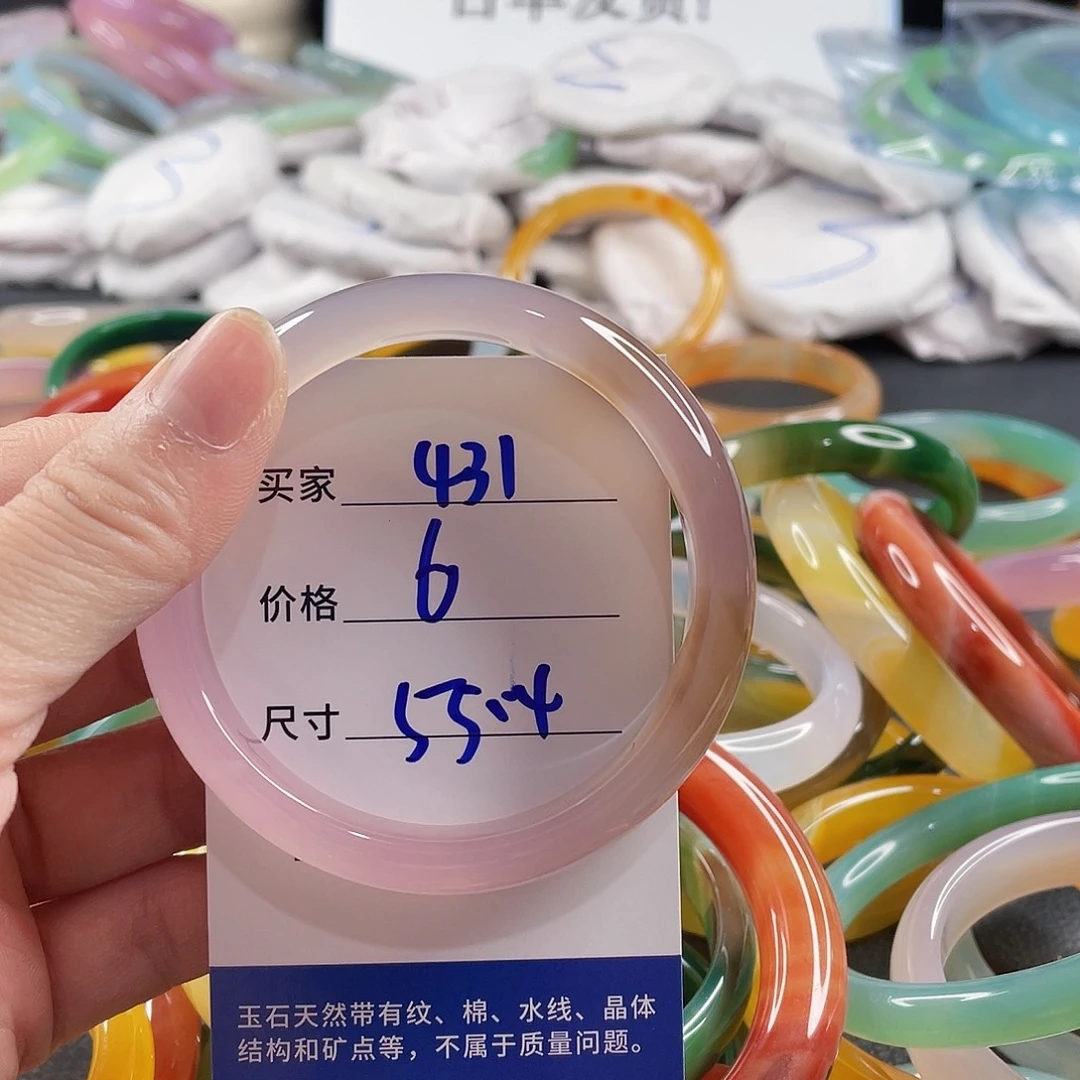 买家 431
价格 6
尺寸 55.4
玉石天然带有纹、棉、水线、晶体
结构和矿点等，不属于质量问题。